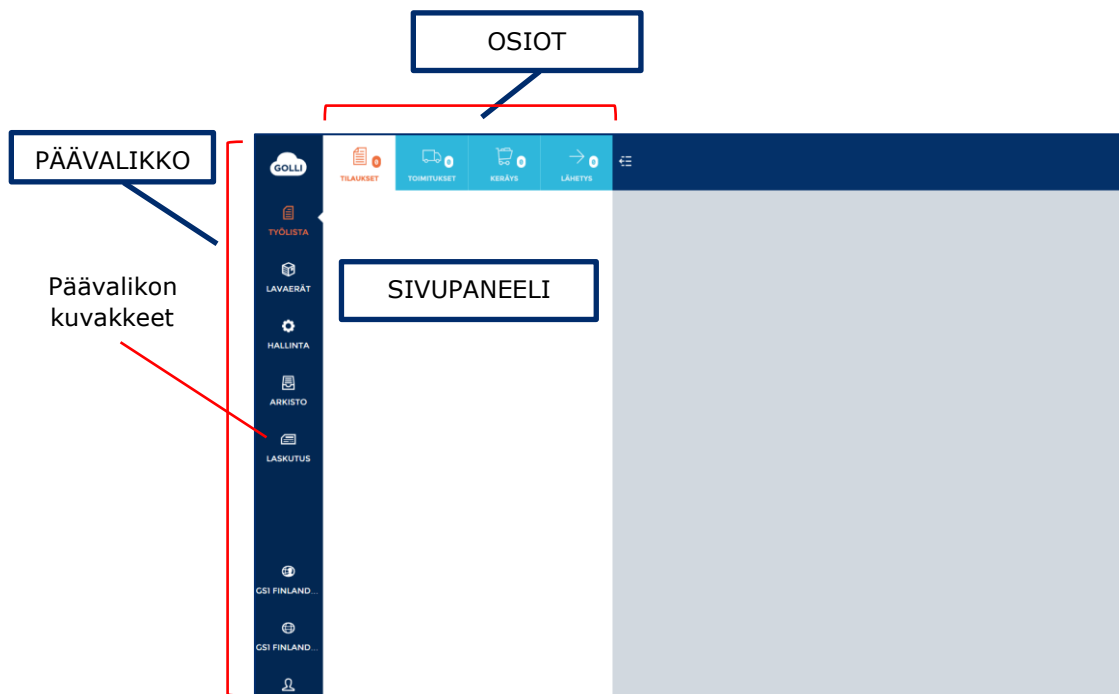 OSIOT
PÄÄVALIKKO
GOLLI
TILAUKSET 0
TOIMITUKSET 0
KERÄYS 0
LÄHETYS 0
TYÖLISTA
LAVAERÄT
SIVUPANEELI
Päävalikon
kuvakkeet
HALLINTA
ARKISTO
LASKUTUS
GS1 FINLAND...
GS1 FINLAND...